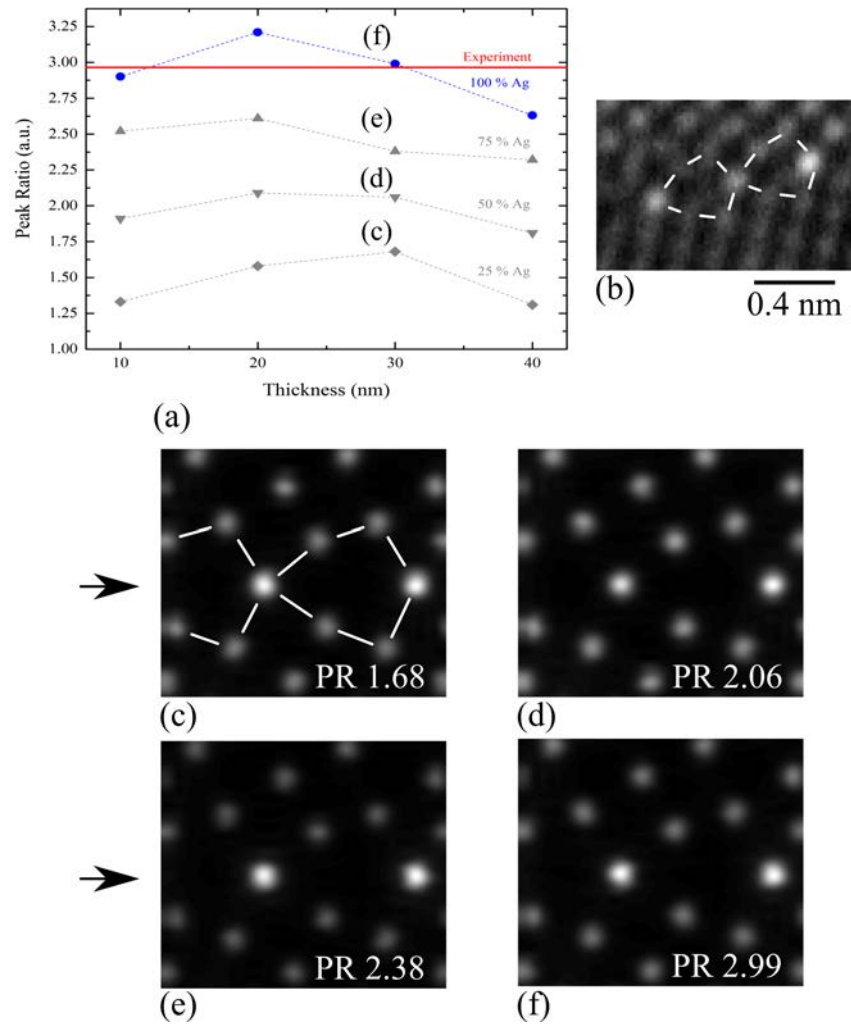 3.25
3.00
2.75
2.50
2.25
2.00
1.75
1.50
1.25
1.00
Peak Ratio (a.u.)
10
20
30
40
Thickness (nm)
(f)
Experiment
100 % Ag
(e)
75 % Ag
(d)
50 % Ag
(c)
25 % Ag
(a)
(b)
0.4 nm
PR 1.68
(c)
PR 2.06
(d)
PR 2.38
(e)
PR 2.99
(f)